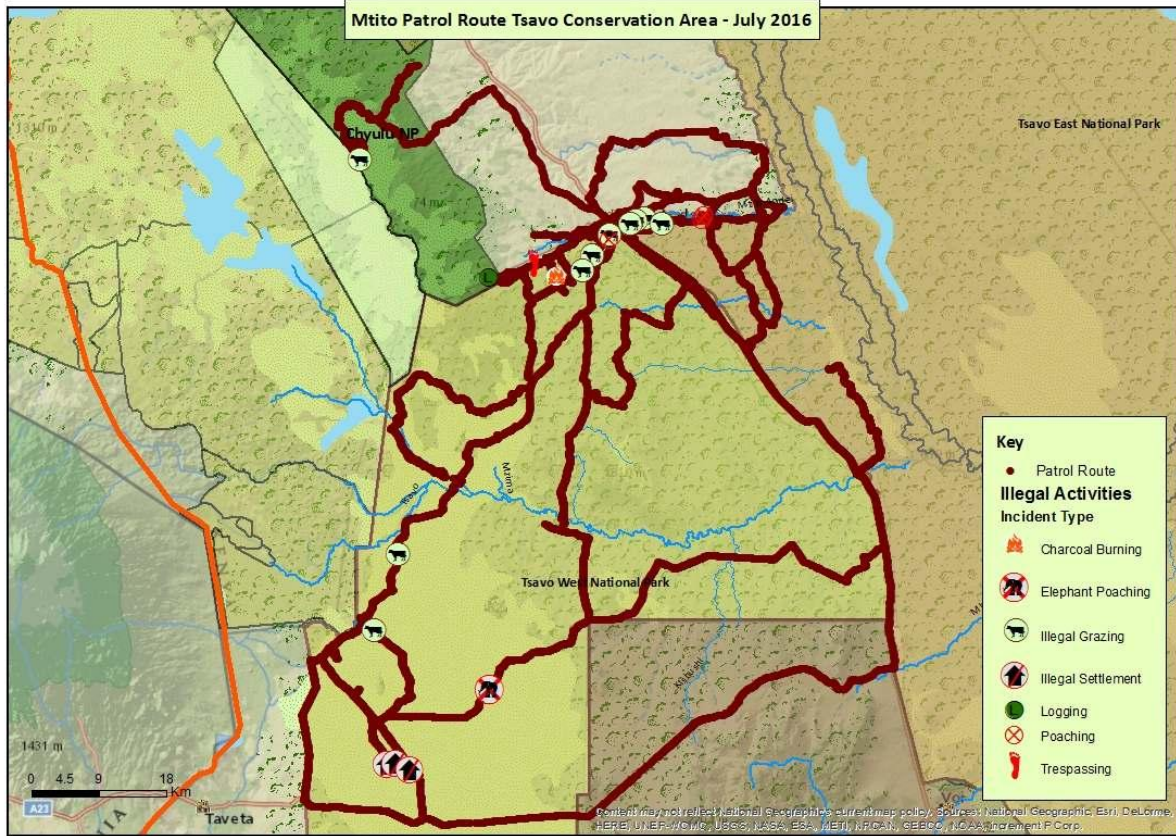 Mtito Patrol Route Tsavo Conservation Area - July 2016
Tsavo East National Park
1310 m
Chyulu NP
Tsavo
Mzima
Tsavo West National Park
Key
Patrol Route
Illegal Activities
Incident Type
Charcoal Burning
Elephant Poaching
Illegal Grazing
Illegal Settlement
L Logging
Poaching
Trespassing
1431 m
0 4.5 9 18
Km
A23
Taveta
Content may not reflect National Geographic's current map policy. Sources: National Geographic, Esri, DeLorme,
HERE, UNEP-WCMC, USGS, NASA, ESA, METI, NRCAN, GEBCO, NOAA, increment P Corp.